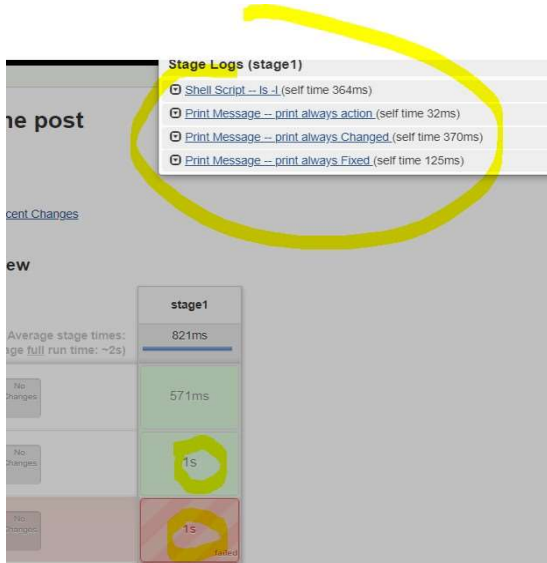 Stage Logs (stage1)
Shell Script -- ls -l (self time 364ms)
Print Message -- print always action (self time 32ms)
Print Message -- print always Changed (self time 370ms)
Print Message -- print always Fixed (self time 125ms)
ne post
cent Changes
ew
stage1
Average stage times:
821ms
ge full run time: ~2s)
No
Changes
571ms
No
Changes
1s
No
Changes
1s
failed